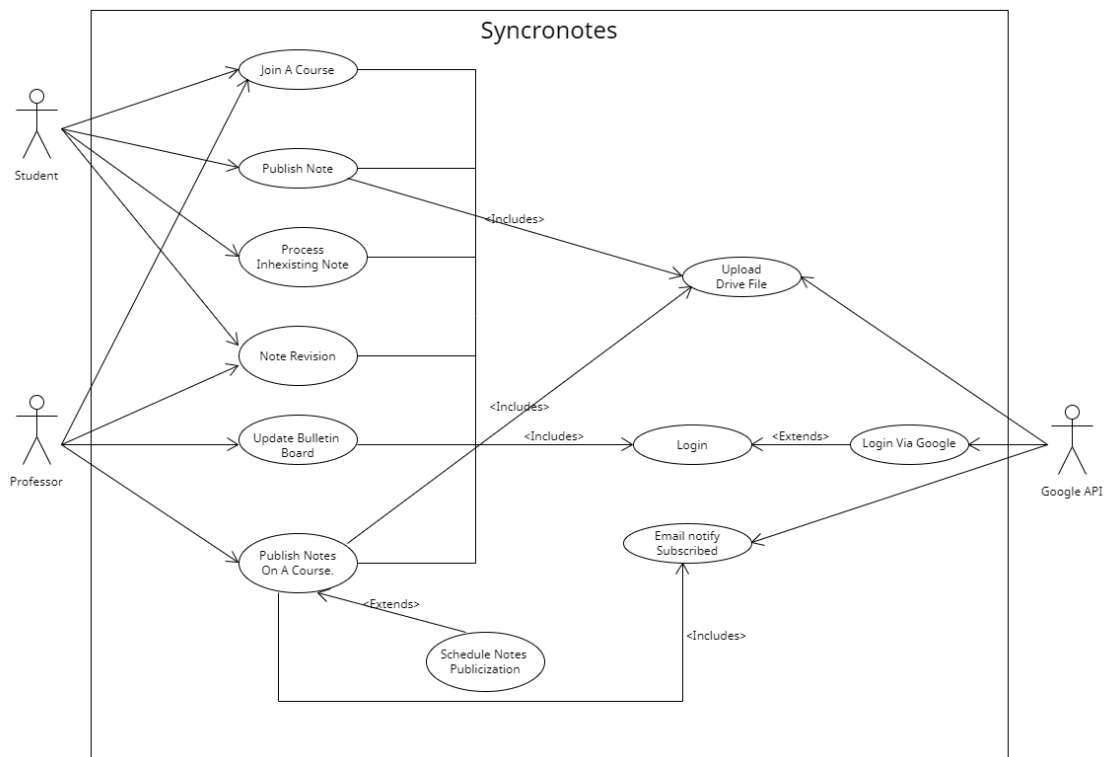 Syncronotes
Join A Course
Student
Publish Note
<Includes>
Process
Inhexisting Note
Upload
Drive File
Note Revision
<Includes>
Professor
Update Bulletin
Board
<Includes>
Login
<Extends>
Login Via Google
Google API
Publish Notes
On A Course.
Email notify
Subscribed
<Extends>
<Includes>
Schedule Notes
Publicization